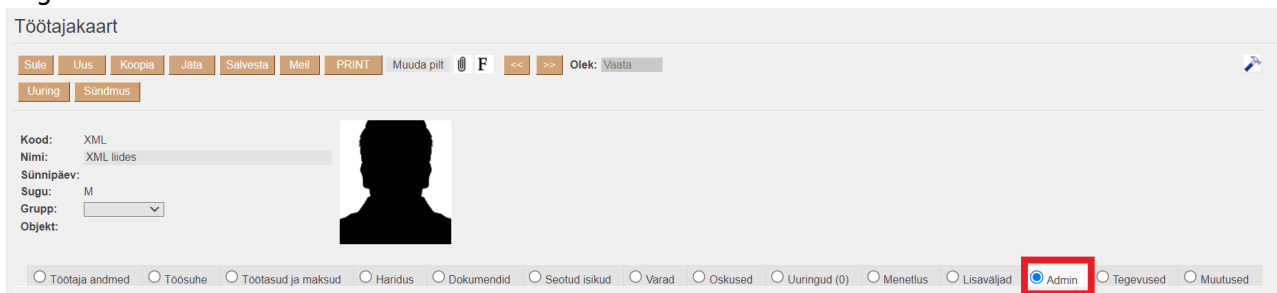 Töötajakaart
Sule Uus Koopia Jäta Salvesta Meil PRINT Muuda pilt F << >> Olek: Vaata
Uuring Sündmus
Kood: XML
Nimi: XML liides
Sünnipäev:
Sugu: M
Grupp:
Objekt:
Töötaja andmed Töösuhe Töötasud ja maksud Haridus Dokumendid Seotud isikud Varad Oskused Uuringud (0) Menetlus Lisaväljad Admin Tegevused Muutused